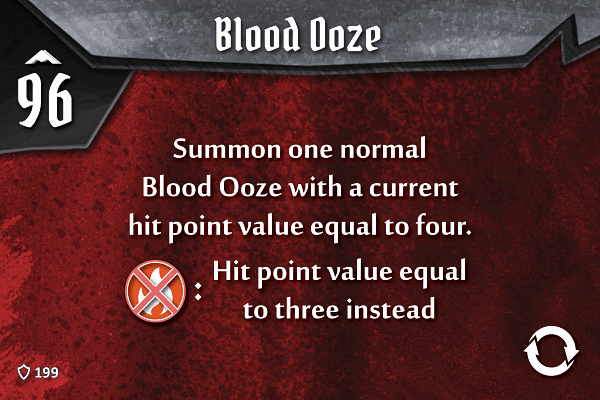 Blood Ooze
96
Summon one normal
Blood Ooze with a current
hit point value equal to four.
: Hit point value equal
to three instead
199